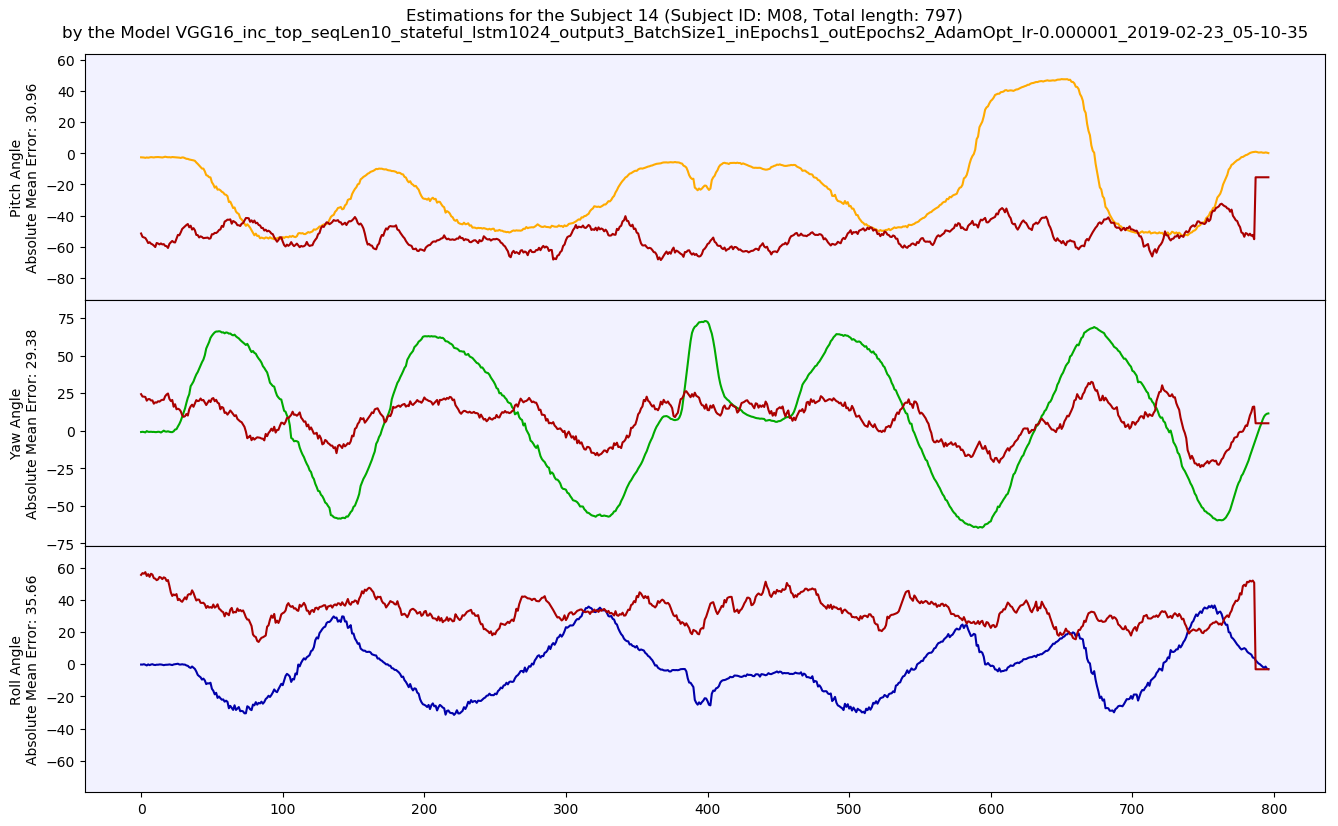 Estimations for the Subject 14 (Subject ID: M08, Total length: 797)
by the Model VGG16_inc_top_seqLen10_stateful_lstm1024_output3_BatchSize1_inEpochs1_outEpochs2_AdamOpt_lr-0.000001_2019-02-23_05-10-35
Pitch Angle
Absolute Mean Error: 30.96
60
40
20
0
−20
−40
−60
−80
Yaw Angle
Absolute Mean Error: 29.38
75
50
25
0
−25
−50
−75
Roll Angle
Absolute Mean Error: 35.66
60
40
20
0
−20
−40
−60
0 100 200 300 400 500 600 700 800